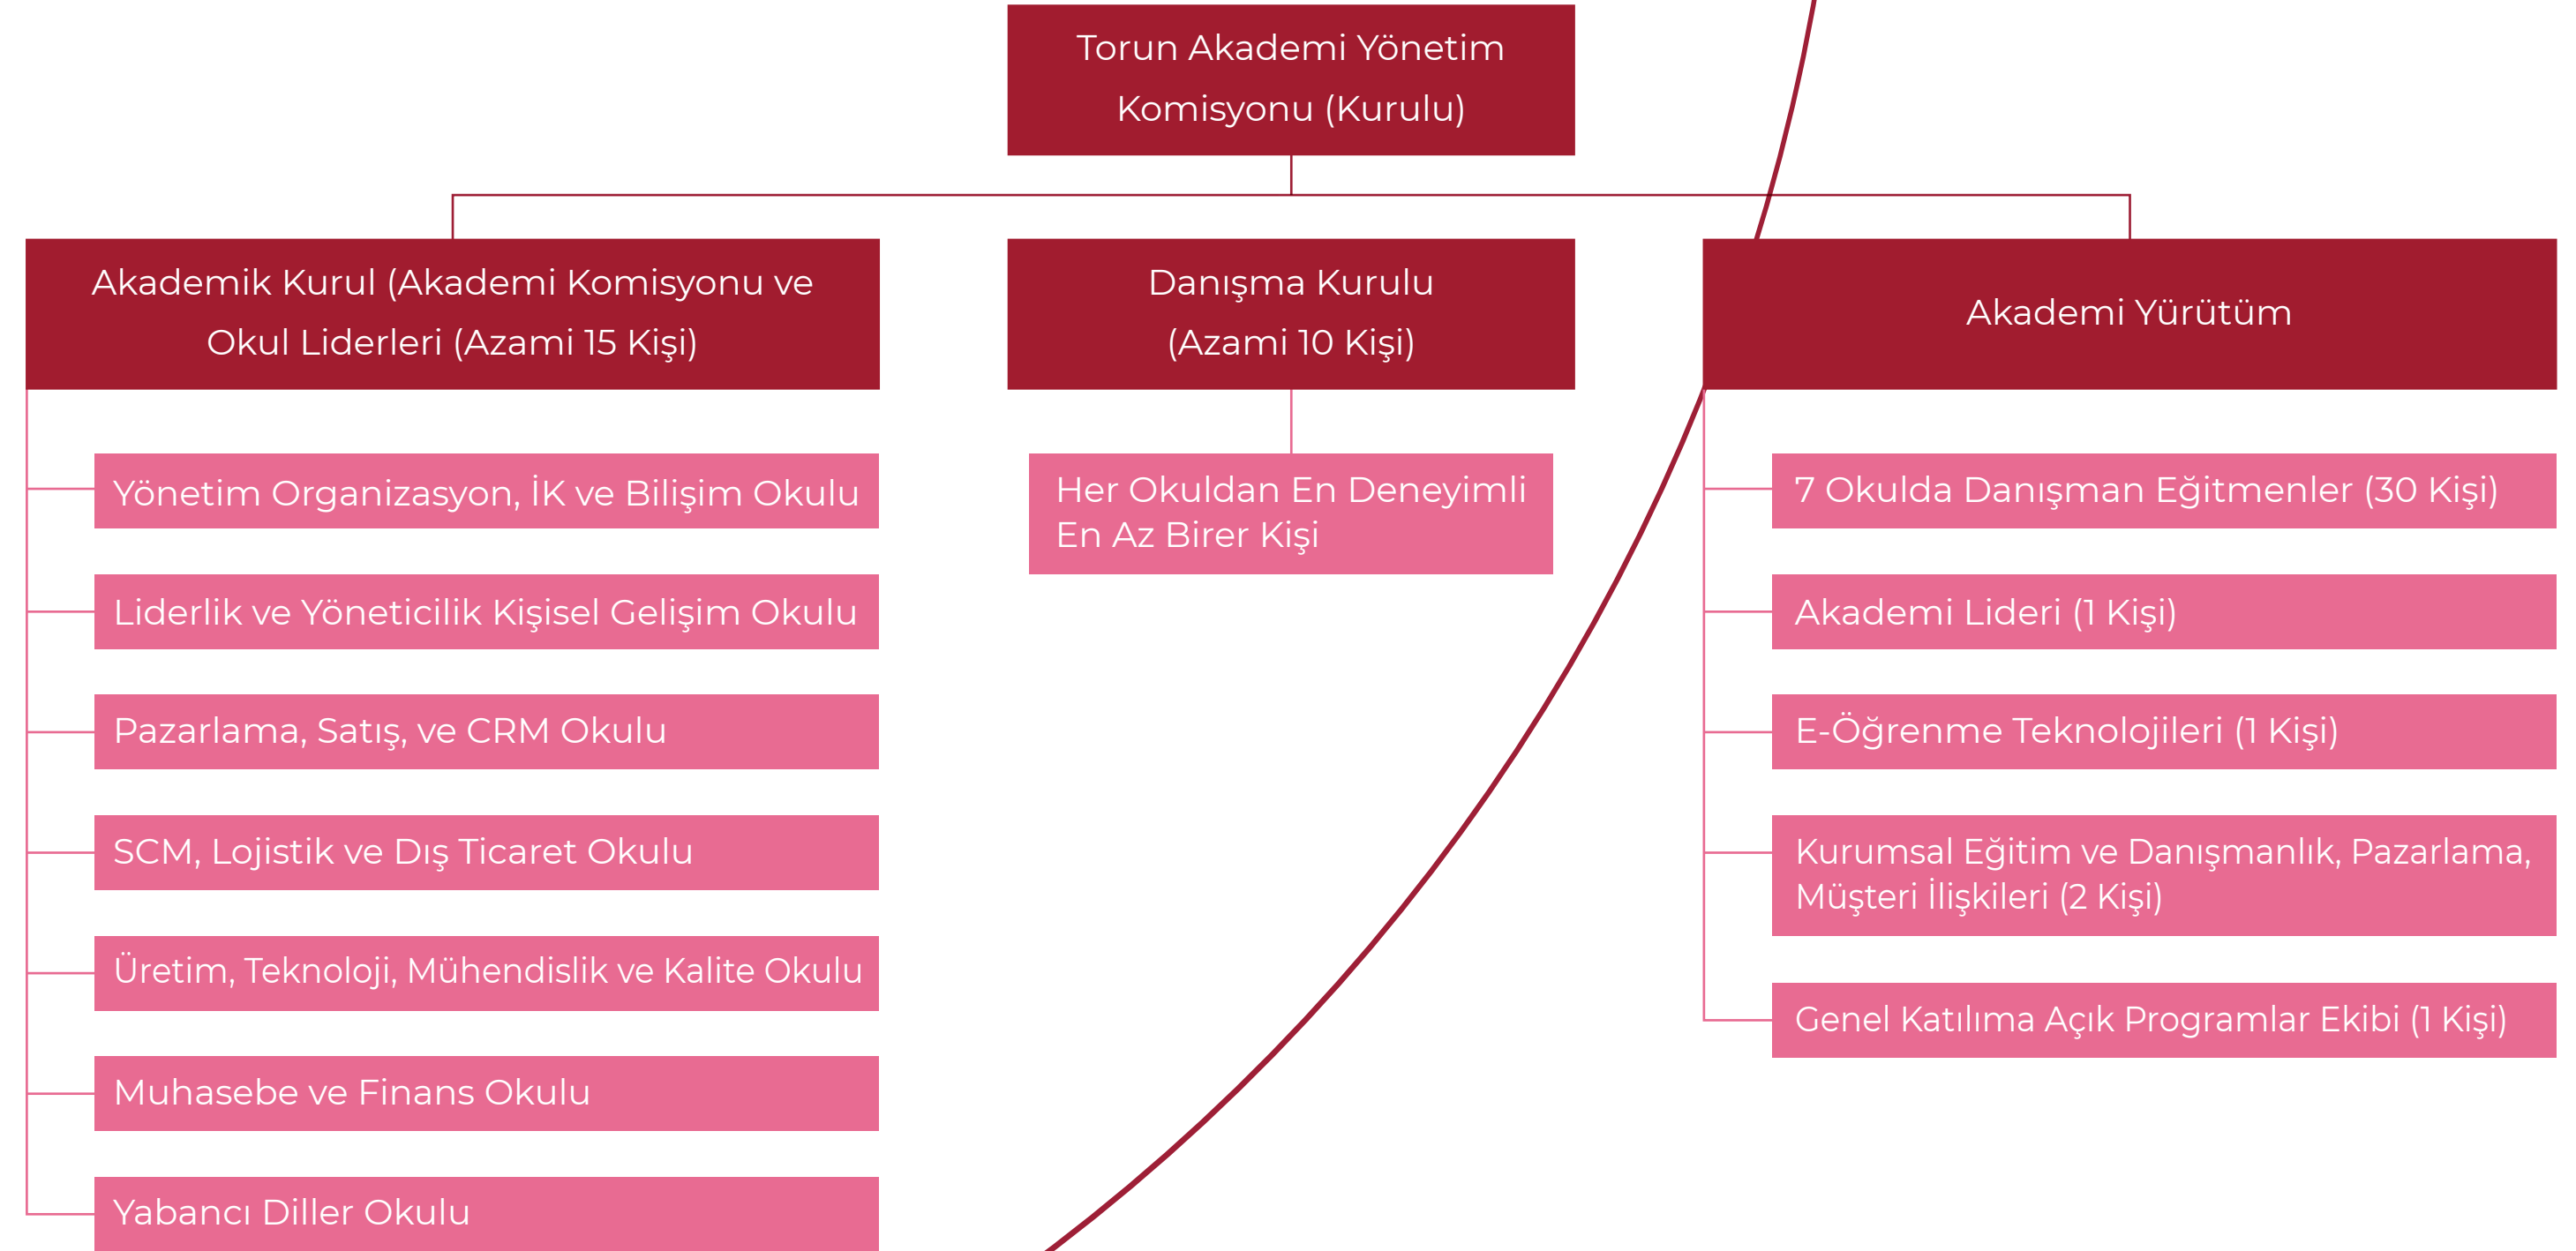 Torun Akademi Yönetim
Komisyonu (Kurulu)
Akademik Kurul (Akademi Komisyonu ve
Okul Liderleri (Azami 15 Kişi)
Yönetim Organizasyon, İK ve Bilişim Okulu
Liderlik ve Yöneticilik Kişisel Gelişim Okulu
Pazarlama, Satış, ve CRM Okulu
SCM, Lojistik ve Dış Ticaret Okulu
Üretim, Teknoloji, Mühendislik ve Kalite Okulu
Muhasebe ve Finans Okulu
Yabancı Diller Okulu
Danışma Kurulu
(Azami 10 Kişi)
Her Okuldan En Deneyimli
En Az Birer Kişi
Akademi Yürütüm
7 Okulda Danışman Eğitmenler (30 Kişi)
Akademi Lideri (1 Kişi)
E-Öğrenme Teknolojileri (1 Kişi)
Kurumsal Eğitim ve Danışmanlık, Pazarlama,
Müşteri İlişkileri (2 Kişi)
Genel Katılıma Açık Programlar Ekibi (1 Kişi)